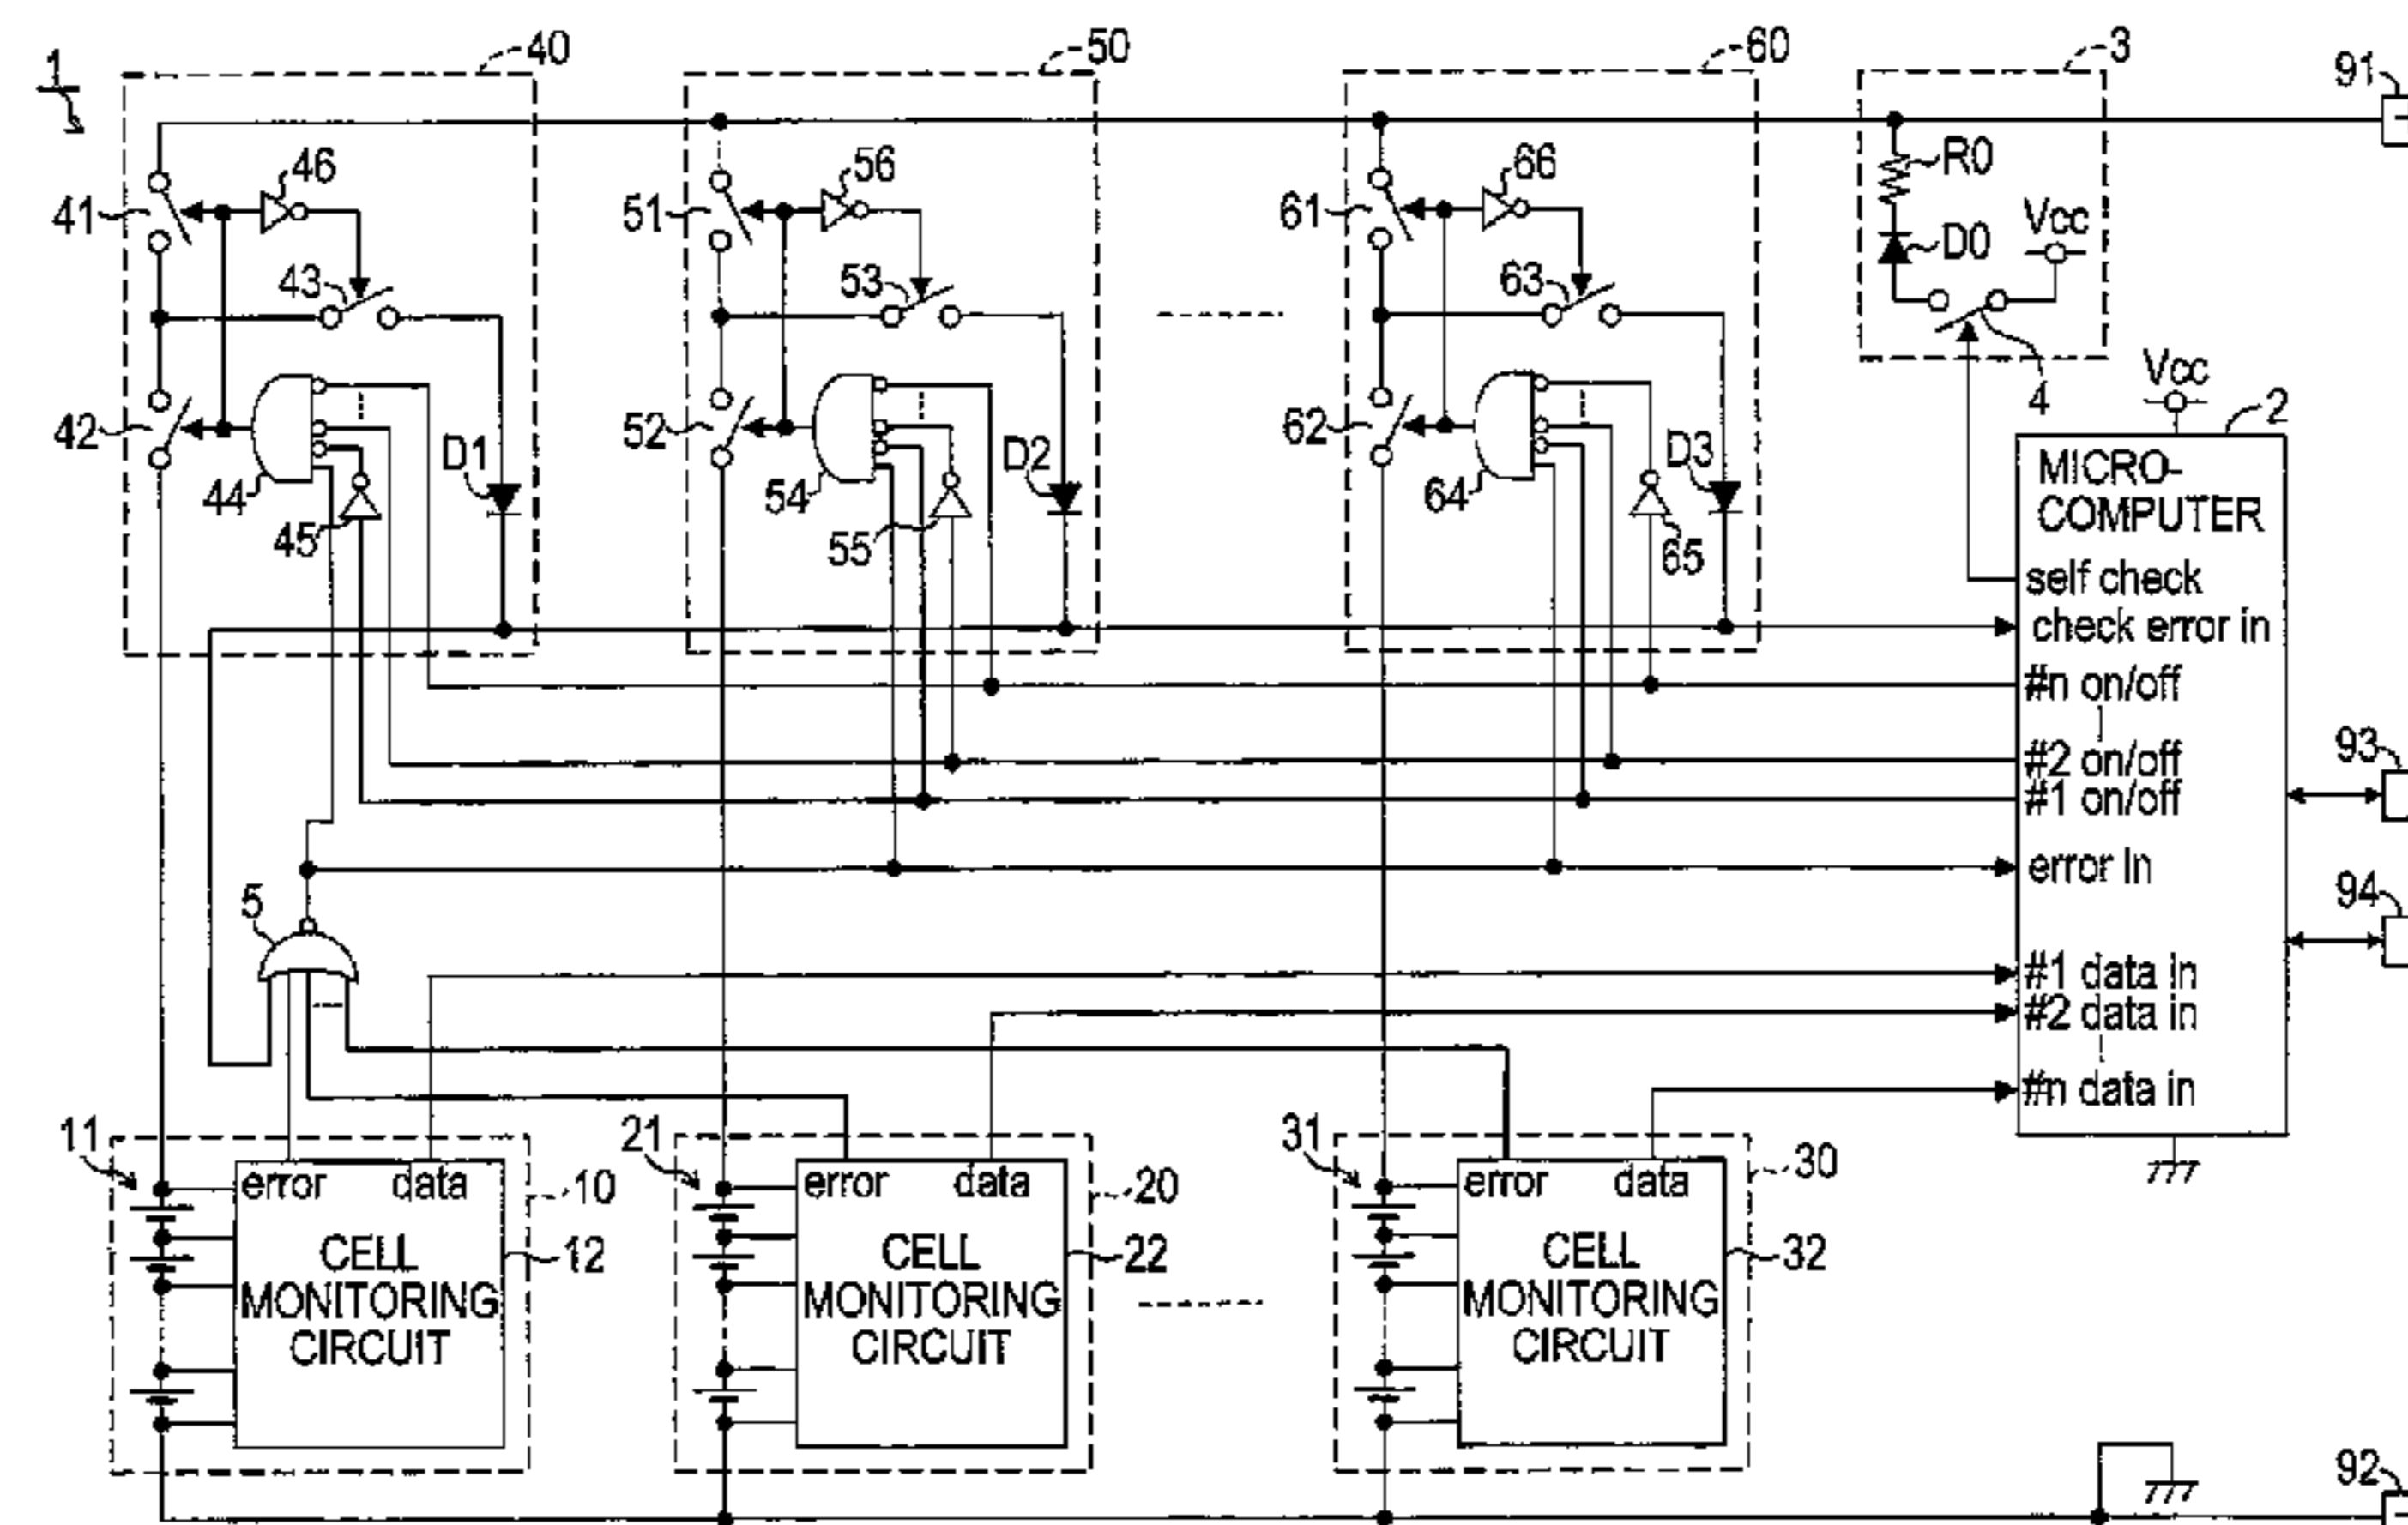 1
40
50
60
3
91
46
56
66
R0
Vcc
41
51
61
D0
43
53
63
4
Vcc
2
42
52
62
D1
D2
D3
44
54
64
45
55
65
MICRO-
COMPUTER
self check
check error in
#n on/off
#2 on/off
#1 on/off
93
error in
5
94
#1 data in
#2 data in
#n data in
11
21
31
error data
10
error data
20
error data
30
CELL
MONITORING
CIRCUIT
12
CELL
MONITORING
CIRCUIT
22
CELL
MONITORING
CIRCUIT
32
92